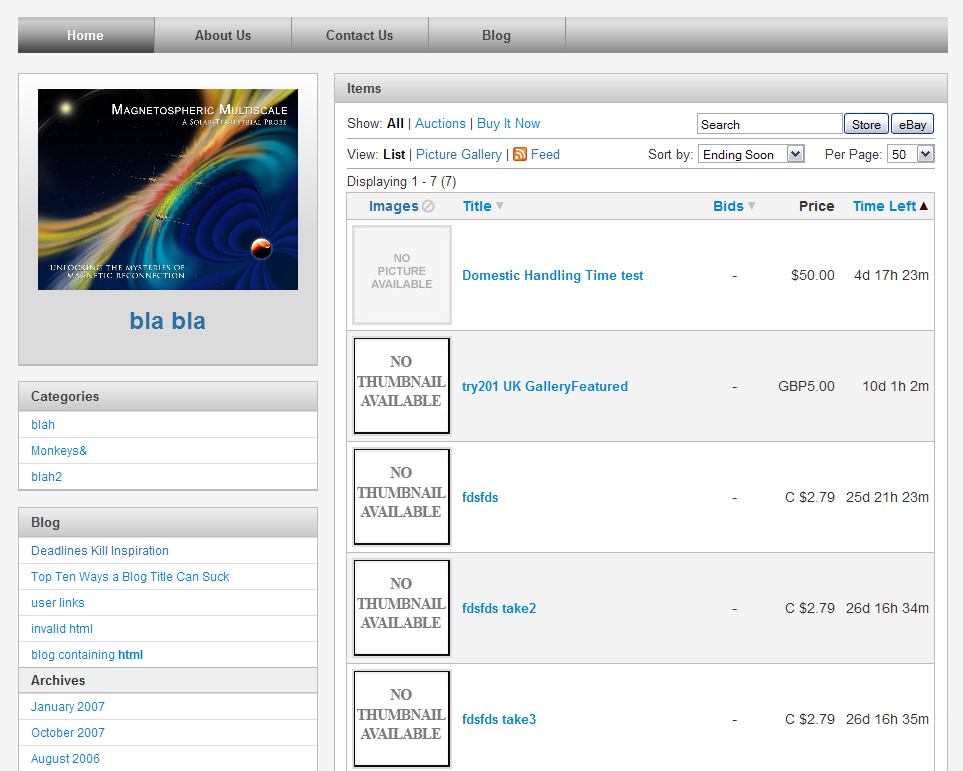 Home About Us Contact Us Blog
MAGNETOSPHERIC MULTISCALE
A SOLAR-TERRESTRIAL PROBE
UNLOCKING THE MYSTERIES OF
MAGNETIC RECONNECTION
bla bla
Categories
blah
Monkeys&
blah2
Blog
Deadlines Kill Inspiration
Top Ten Ways a Blog Title Can Suck
user links
invalid html
blog containing html
Archives
January 2007
October 2007
August 2006
Items
Show: All | Auctions | Buy It Now Search Store eBay
View: List | Picture Gallery | Feed Sort by: Ending Soon Per Page: 50
Displaying 1 - 7 (7)
Images Title Bids Price Time Left
NO
PICTURE
AVAILABLE
Domestic Handling Time test - $50.00 4d 17h 23m
NO
THUMBNAIL
AVAILABLE
try201 UK GalleryFeatured - GBP5.00 10d 1h 2m
NO
THUMBNAIL
AVAILABLE
fdsfds - C $2.79 25d 21h 23m
NO
THUMBNAIL
AVAILABLE
fdsfds take2 - C $2.79 26d 16h 34m
NO
THUMBNAIL
AVAILABLE
fdsfds take3 - C $2.79 26d 16h 35m